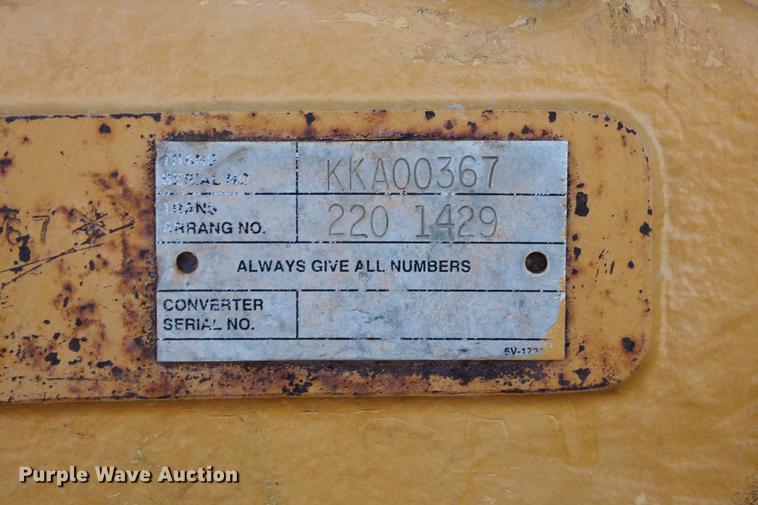 TRANS
SERIAL NO. KKA00367
TRANS
ARRANG NO. 220 1429
67 *
ALWAYS GIVE ALL NUMBERS
CONVERTER
SERIAL NO.
Purple Wave Auction